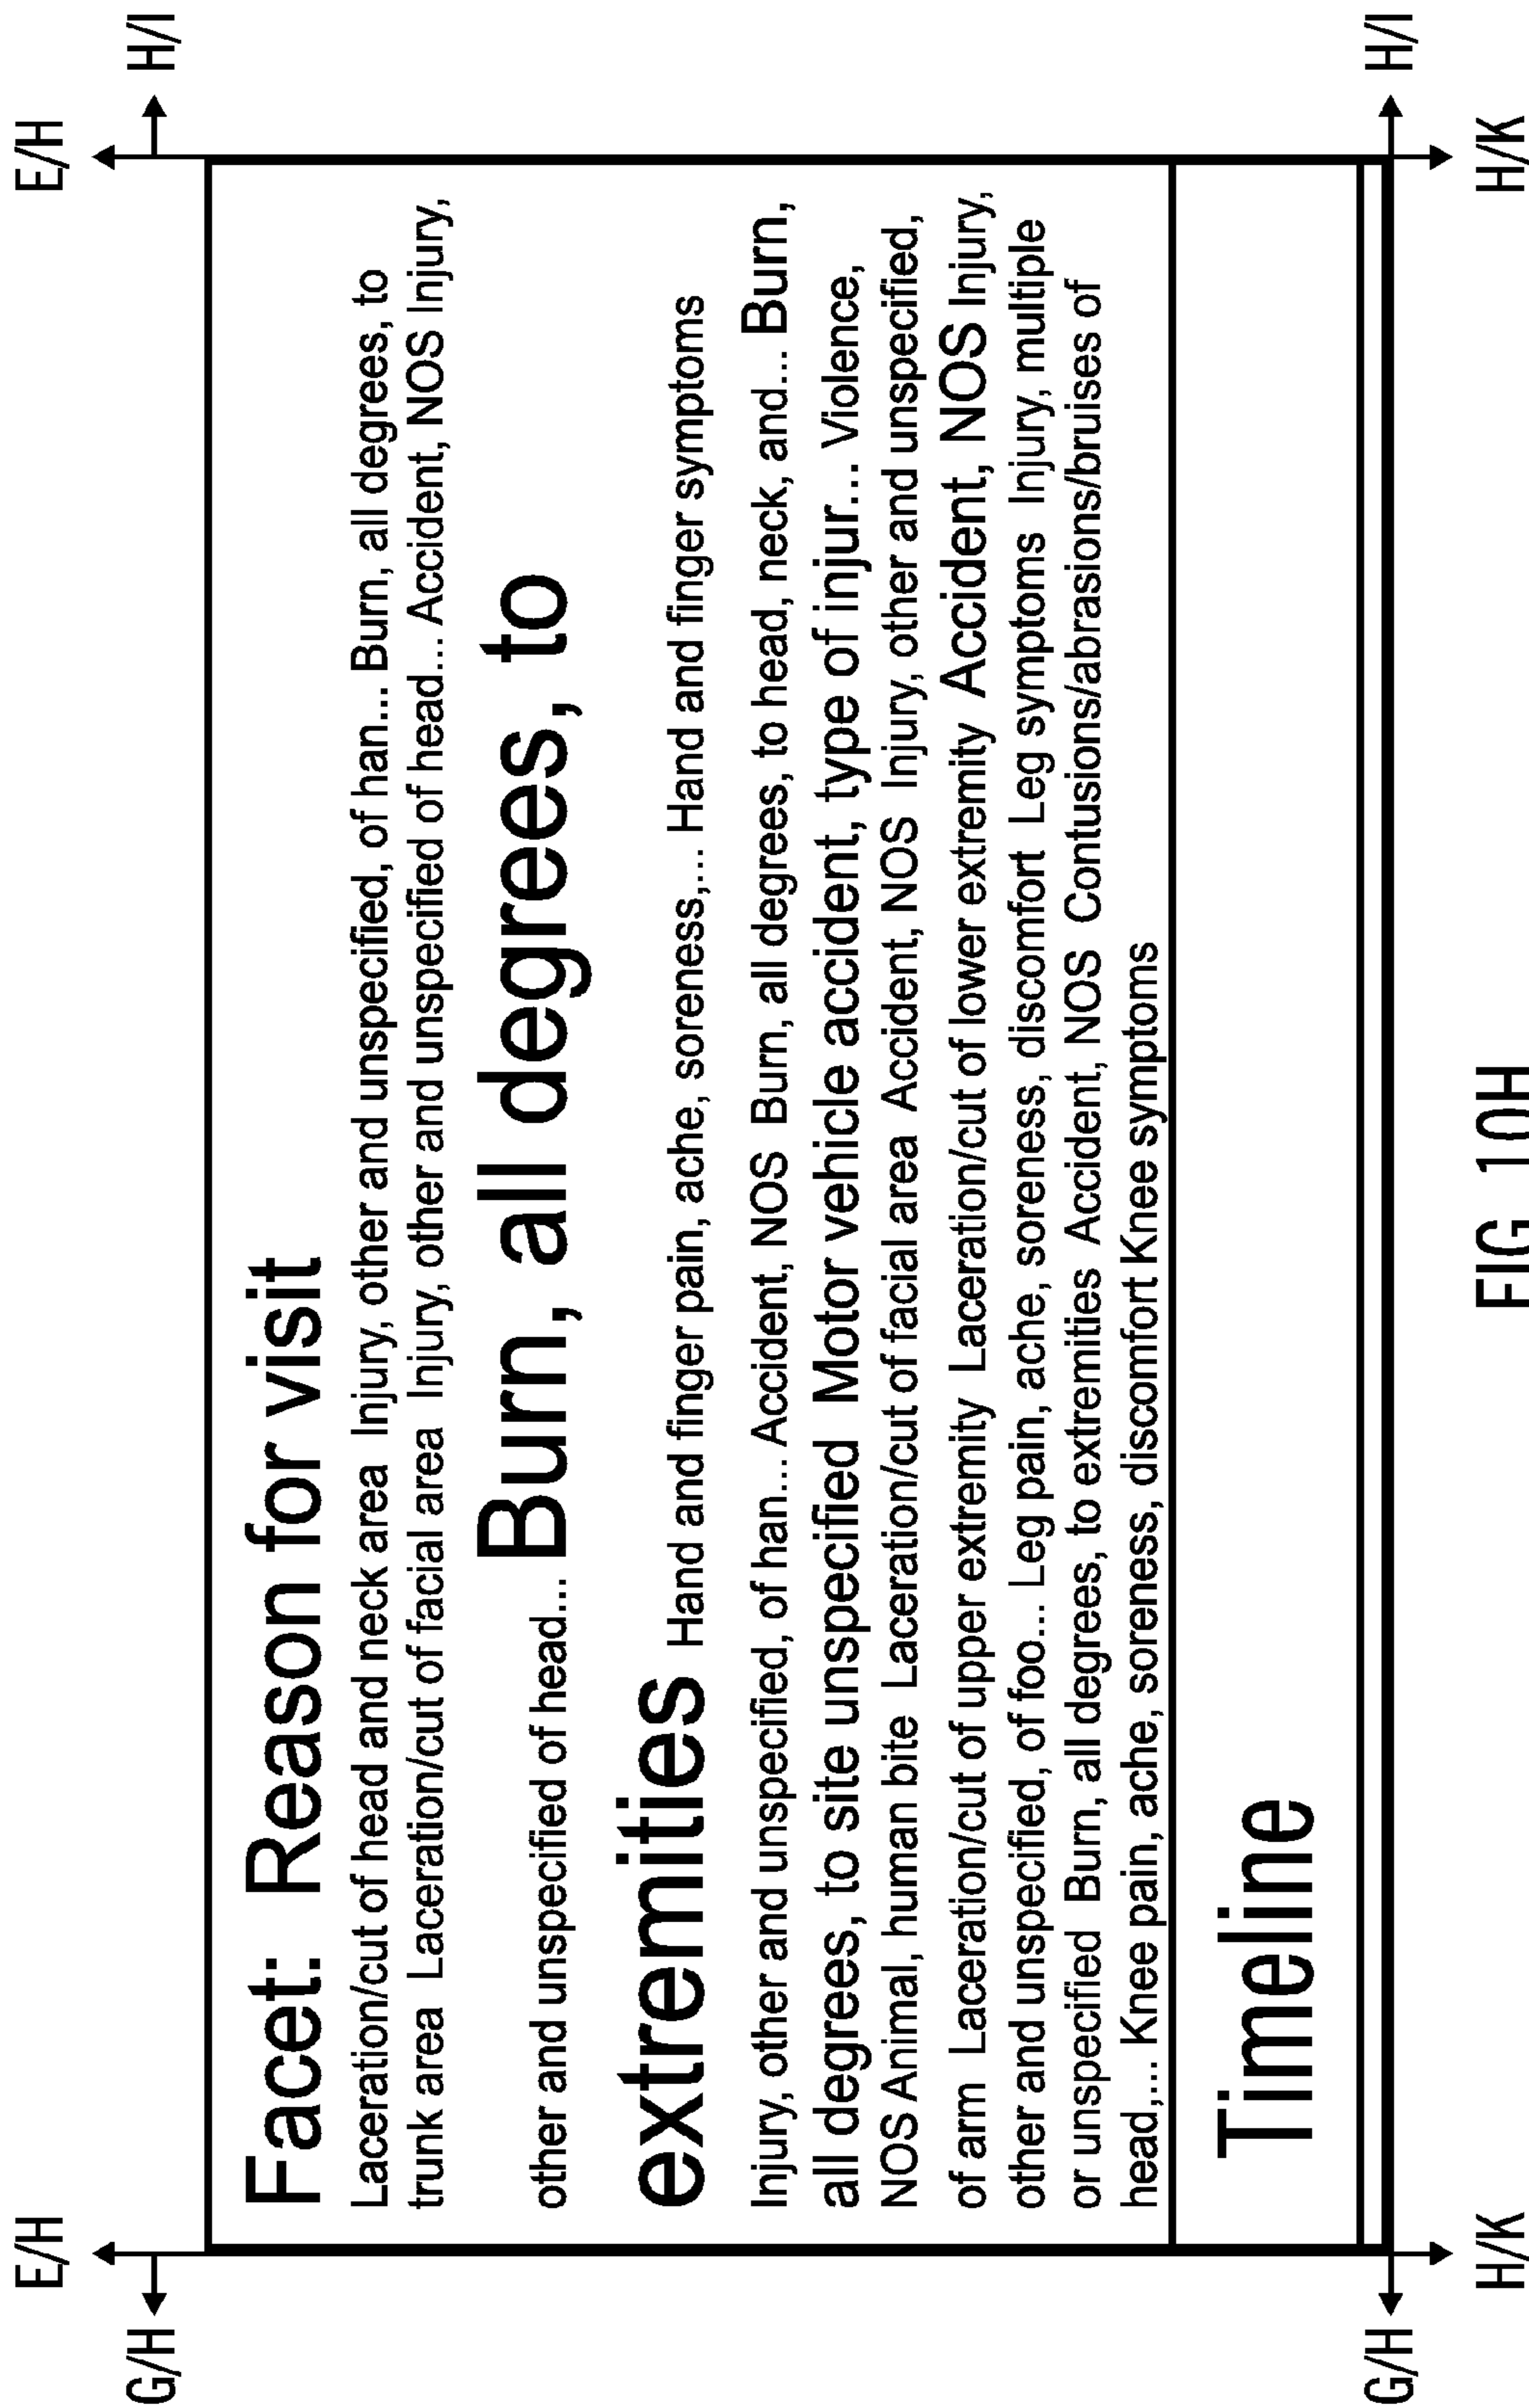 E/H E/H
G/H H/I
Facet: Reason for visit
Laceration/cut of head and neck area Injury, other and unspecified, of han... Burn, all degrees, to
trunk area Laceration/cut of facial area Injury, other and unspecified of head... Accident, NOS Injury,
other and unspecified of head... Burn, all degrees, to
extremities Hand and finger pain, ache, soreness,... Hand and finger symptoms
Injury, other and unspecified, of han... Accident, NOS Burn, all degrees, to head, neck, and... Burn,
all degrees, to site unspecified Motor vehicle accident, type of injur... Violence,
NOS Animal, human bite Laceration/cut of facial area Accident, NOS Injury, other and unspecified,
of arm Laceration/cut of upper extremity Laceration/cut of lower extremity Accident, NOS Injury,
other and unspecified, of foo... Leg pain, ache, soreness, discomfort Leg symptoms Injury, multiple
or unspecified Burn, all degrees, to extremities Accident, NOS Contusions/abrasions/bruises of
head,... Knee pain, ache, soreness, discomfort Knee symptoms
Timeline
G/H H/I
H/K H/K
FIG 10H